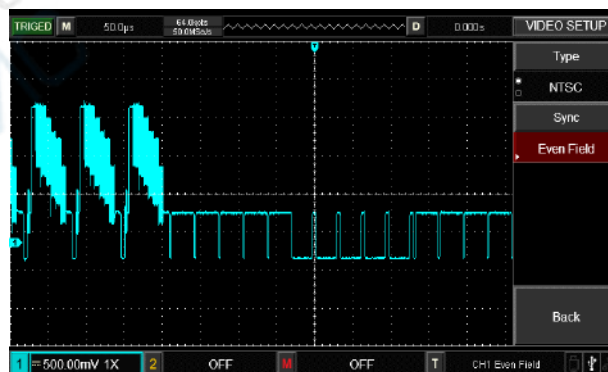 TRIGED M 50.0μs 64.0kpts D 0.000s VIDEO SETUP
50.0MSa/s
T
Type
NTSC
Sync
Even Field
1
Back
1 500.00mV 1X 2 OFF M OFF T CH1 Even Field